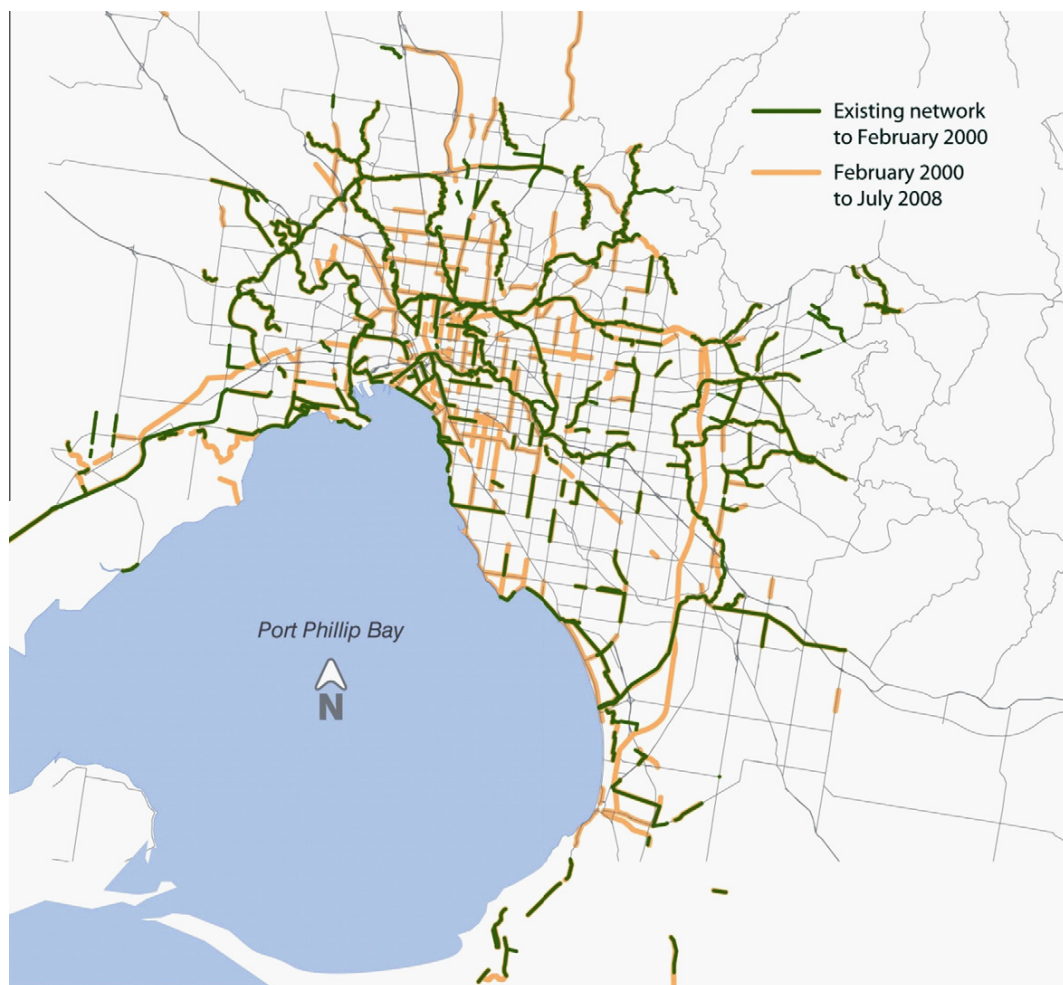 Existing network
to February 2000
February 2000
to July 2008
Port Phillip Bay
N